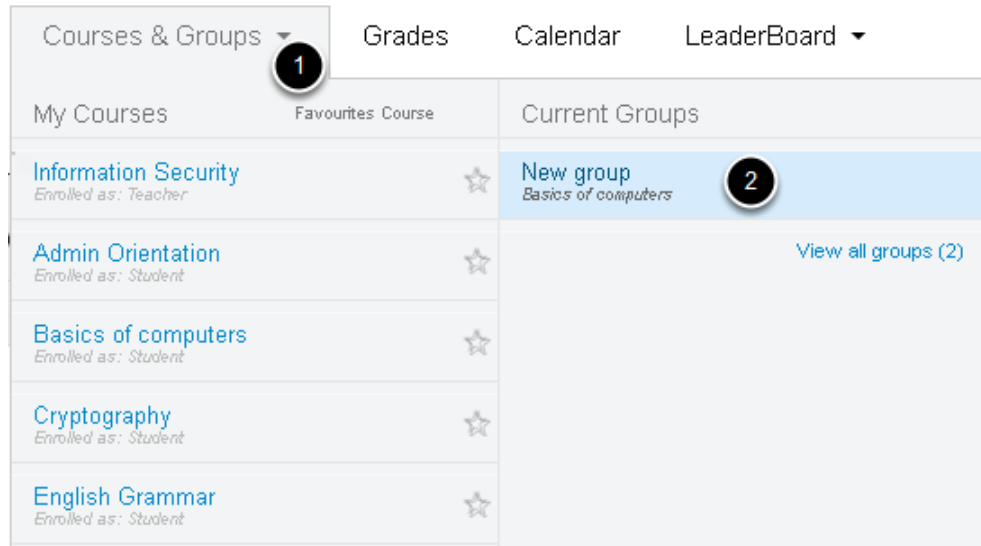 Courses & Groups Grades Calendar LeaderBoard
1
My Courses Favourites Course
Information Security
Enrolled as: Teacher
Admin Orientation
Enrolled as: Student
Basics of computers
Enrolled as: Student
Cryptography
Enrolled as: Student
English Grammar
Enrolled as: Student
Current Groups
New group
Basics of computers
2
View all groups (2)